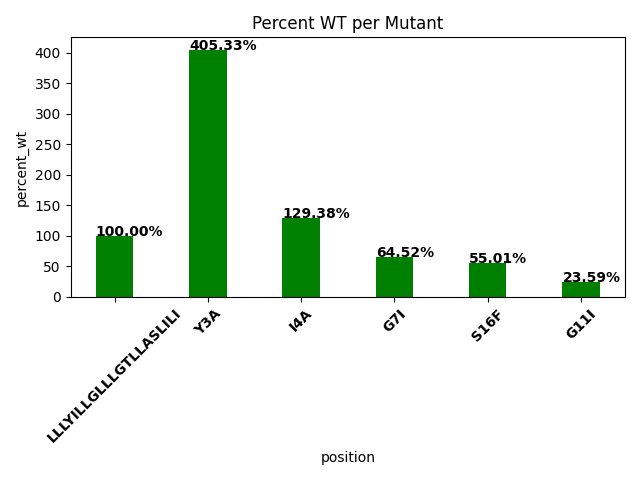 Percent WT per Mutant
percent_wt
400
350
300
250
200
150
100
50
0
100.00%
405.33%
129.38%
64.52%
55.01%
23.59%
LLLYILLGLLLGTLLASLILI
Y3A
I4A
G7I
S16F
G11I
position